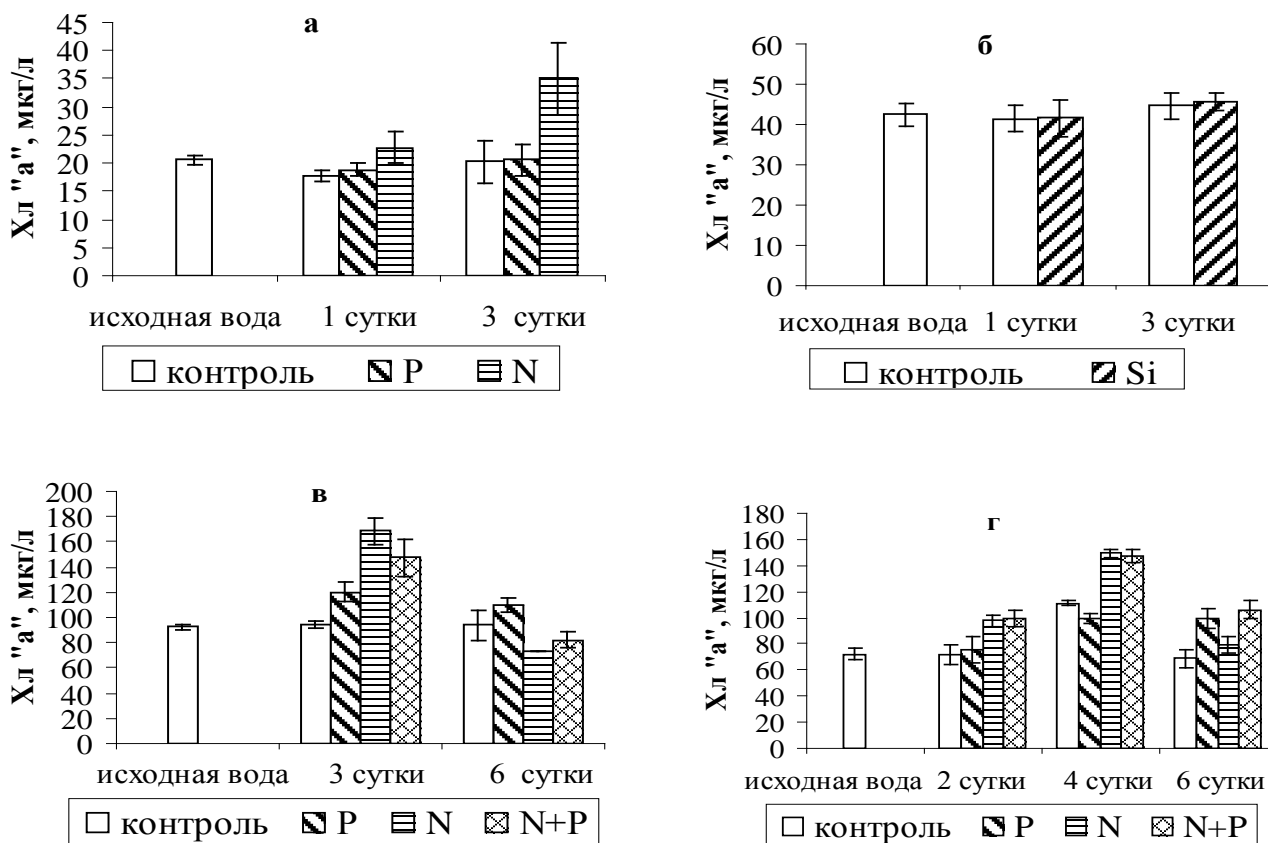 а
Хл "а", мкг/л
45
40
35
30
25
20
15
10
5
0
исходная вода 1 сутки 3 сутки
контроль P N
б
Хл "а", мкг/л
60
50
40
30
20
10
0
исходная вода 1 сутки 3 сутки
контроль Si
в
Хл "а", мкг/л
200
180
160
140
120
100
80
60
40
20
0
исходная вода 3 сутки 6 сутки
контроль P N N+P
г
Хл "а", мкг/л
180
160
140
120
100
80
60
40
20
0
исходная вода 2 сутки 4 сутки 6 сутки
контроль P N N+P